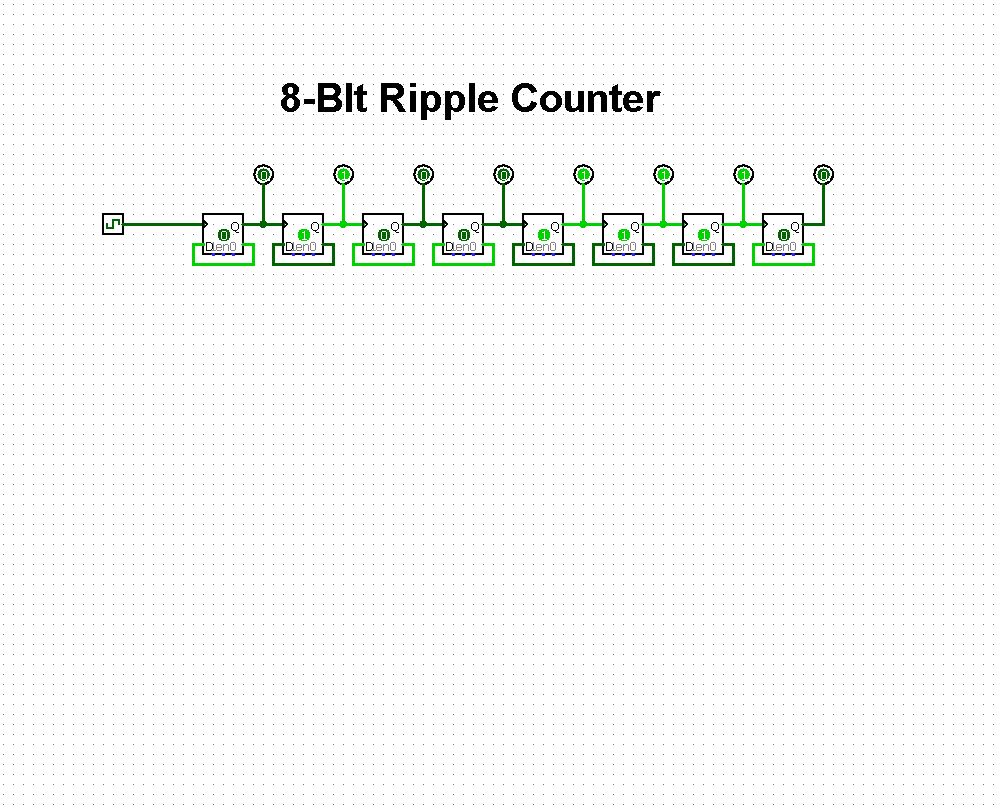 8-BIt Ripple Counter
0 1 0 0 1 1 1 0
Q Q Q Q Q Q Q Q
0 1 0 0 1 1 1 0
D en 0 D en 0 D en 0 D en 0 D en 0 D en 0 D en 0 D en 0